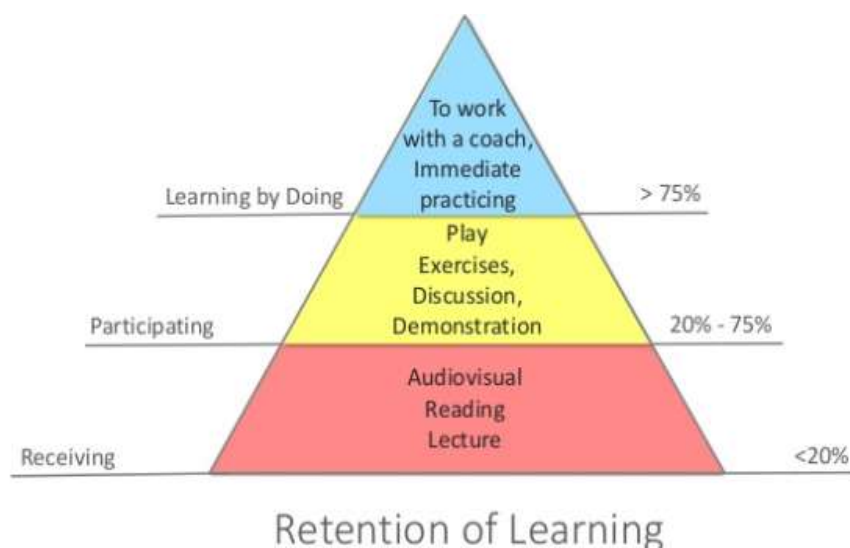 To work
with a coach,
Immediate
practicing
Learning by Doing
> 75%
Play
Exercises,
Discussion,
Demonstration
Participating
20% - 75%
Audiovisual
Reading
Lecture
Receiving
<20%
Retention of Learning